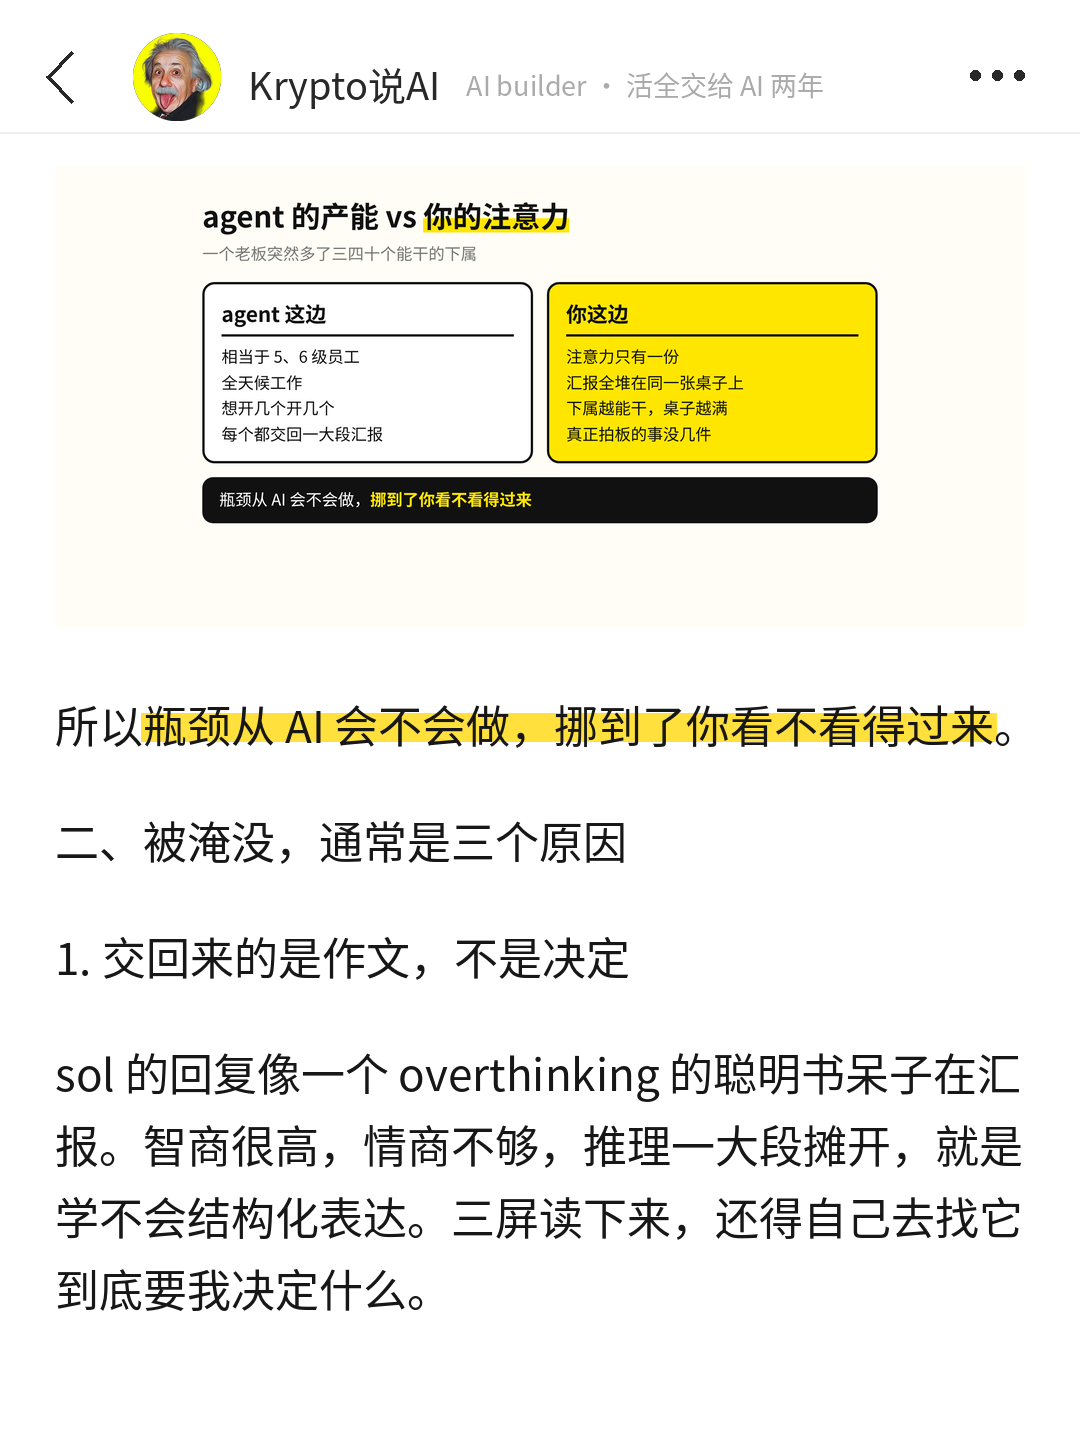 Krypto说AI AI builder · 活全交给 AI 两年
agent 的产能 vs 你的注意力
一个老板突然多了三四十个能干的下属
agent 这边
相当于 5、6 级员工
全天候工作
想开几个开几个
每个都交回一大段汇报
你这边
注意力只有一份
汇报全堆在同一张桌子上
下属越能干，桌子越满
真正拍板的事没几件
瓶颈从 AI 会不会做，挪到了你看不看得过来
所以瓶颈从 AI 会不会做，挪到了你看不看得过来。
二、被淹没，通常是三个原因
1. 交回来的是作文，不是决定
sol 的回复像一个 overthinking 的聪明书呆子在汇
报。智商很高，情商不够，推理一大段摊开，就是
学不会结构化表达。三屏读下来，还得自己去找它
到底要我决定什么。